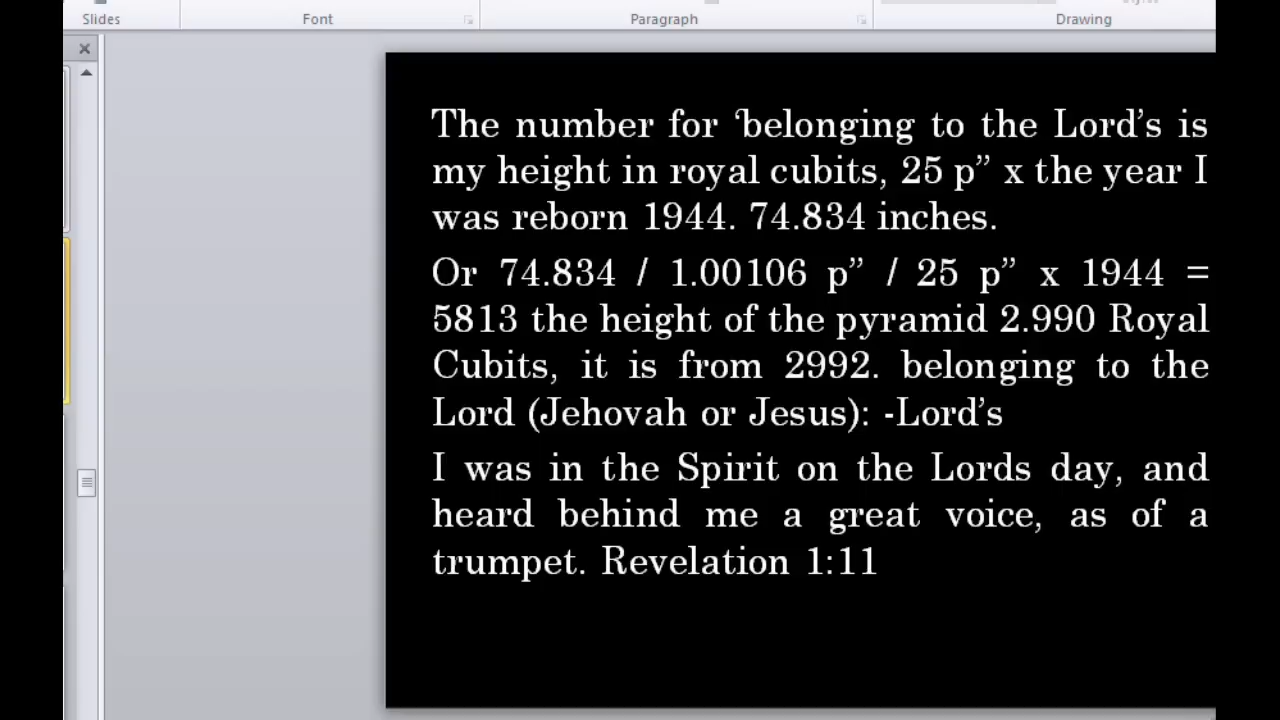 Slides Font Paragraph Drawing
The number for ‘belonging to the Lord’s is
my height in royal cubits, 25 p” x the year I
was reborn 1944. 74.834 inches.
Or 74.834 / 1.00106 p” / 25 p” x 1944 =
5813 the height of the pyramid 2.990 Royal
Cubits, it is from 2992. belonging to the
Lord (Jehovah or Jesus): -Lord’s
I was in the Spirit on the Lords day, and
heard behind me a great voice, as of a
trumpet. Revelation 1:11